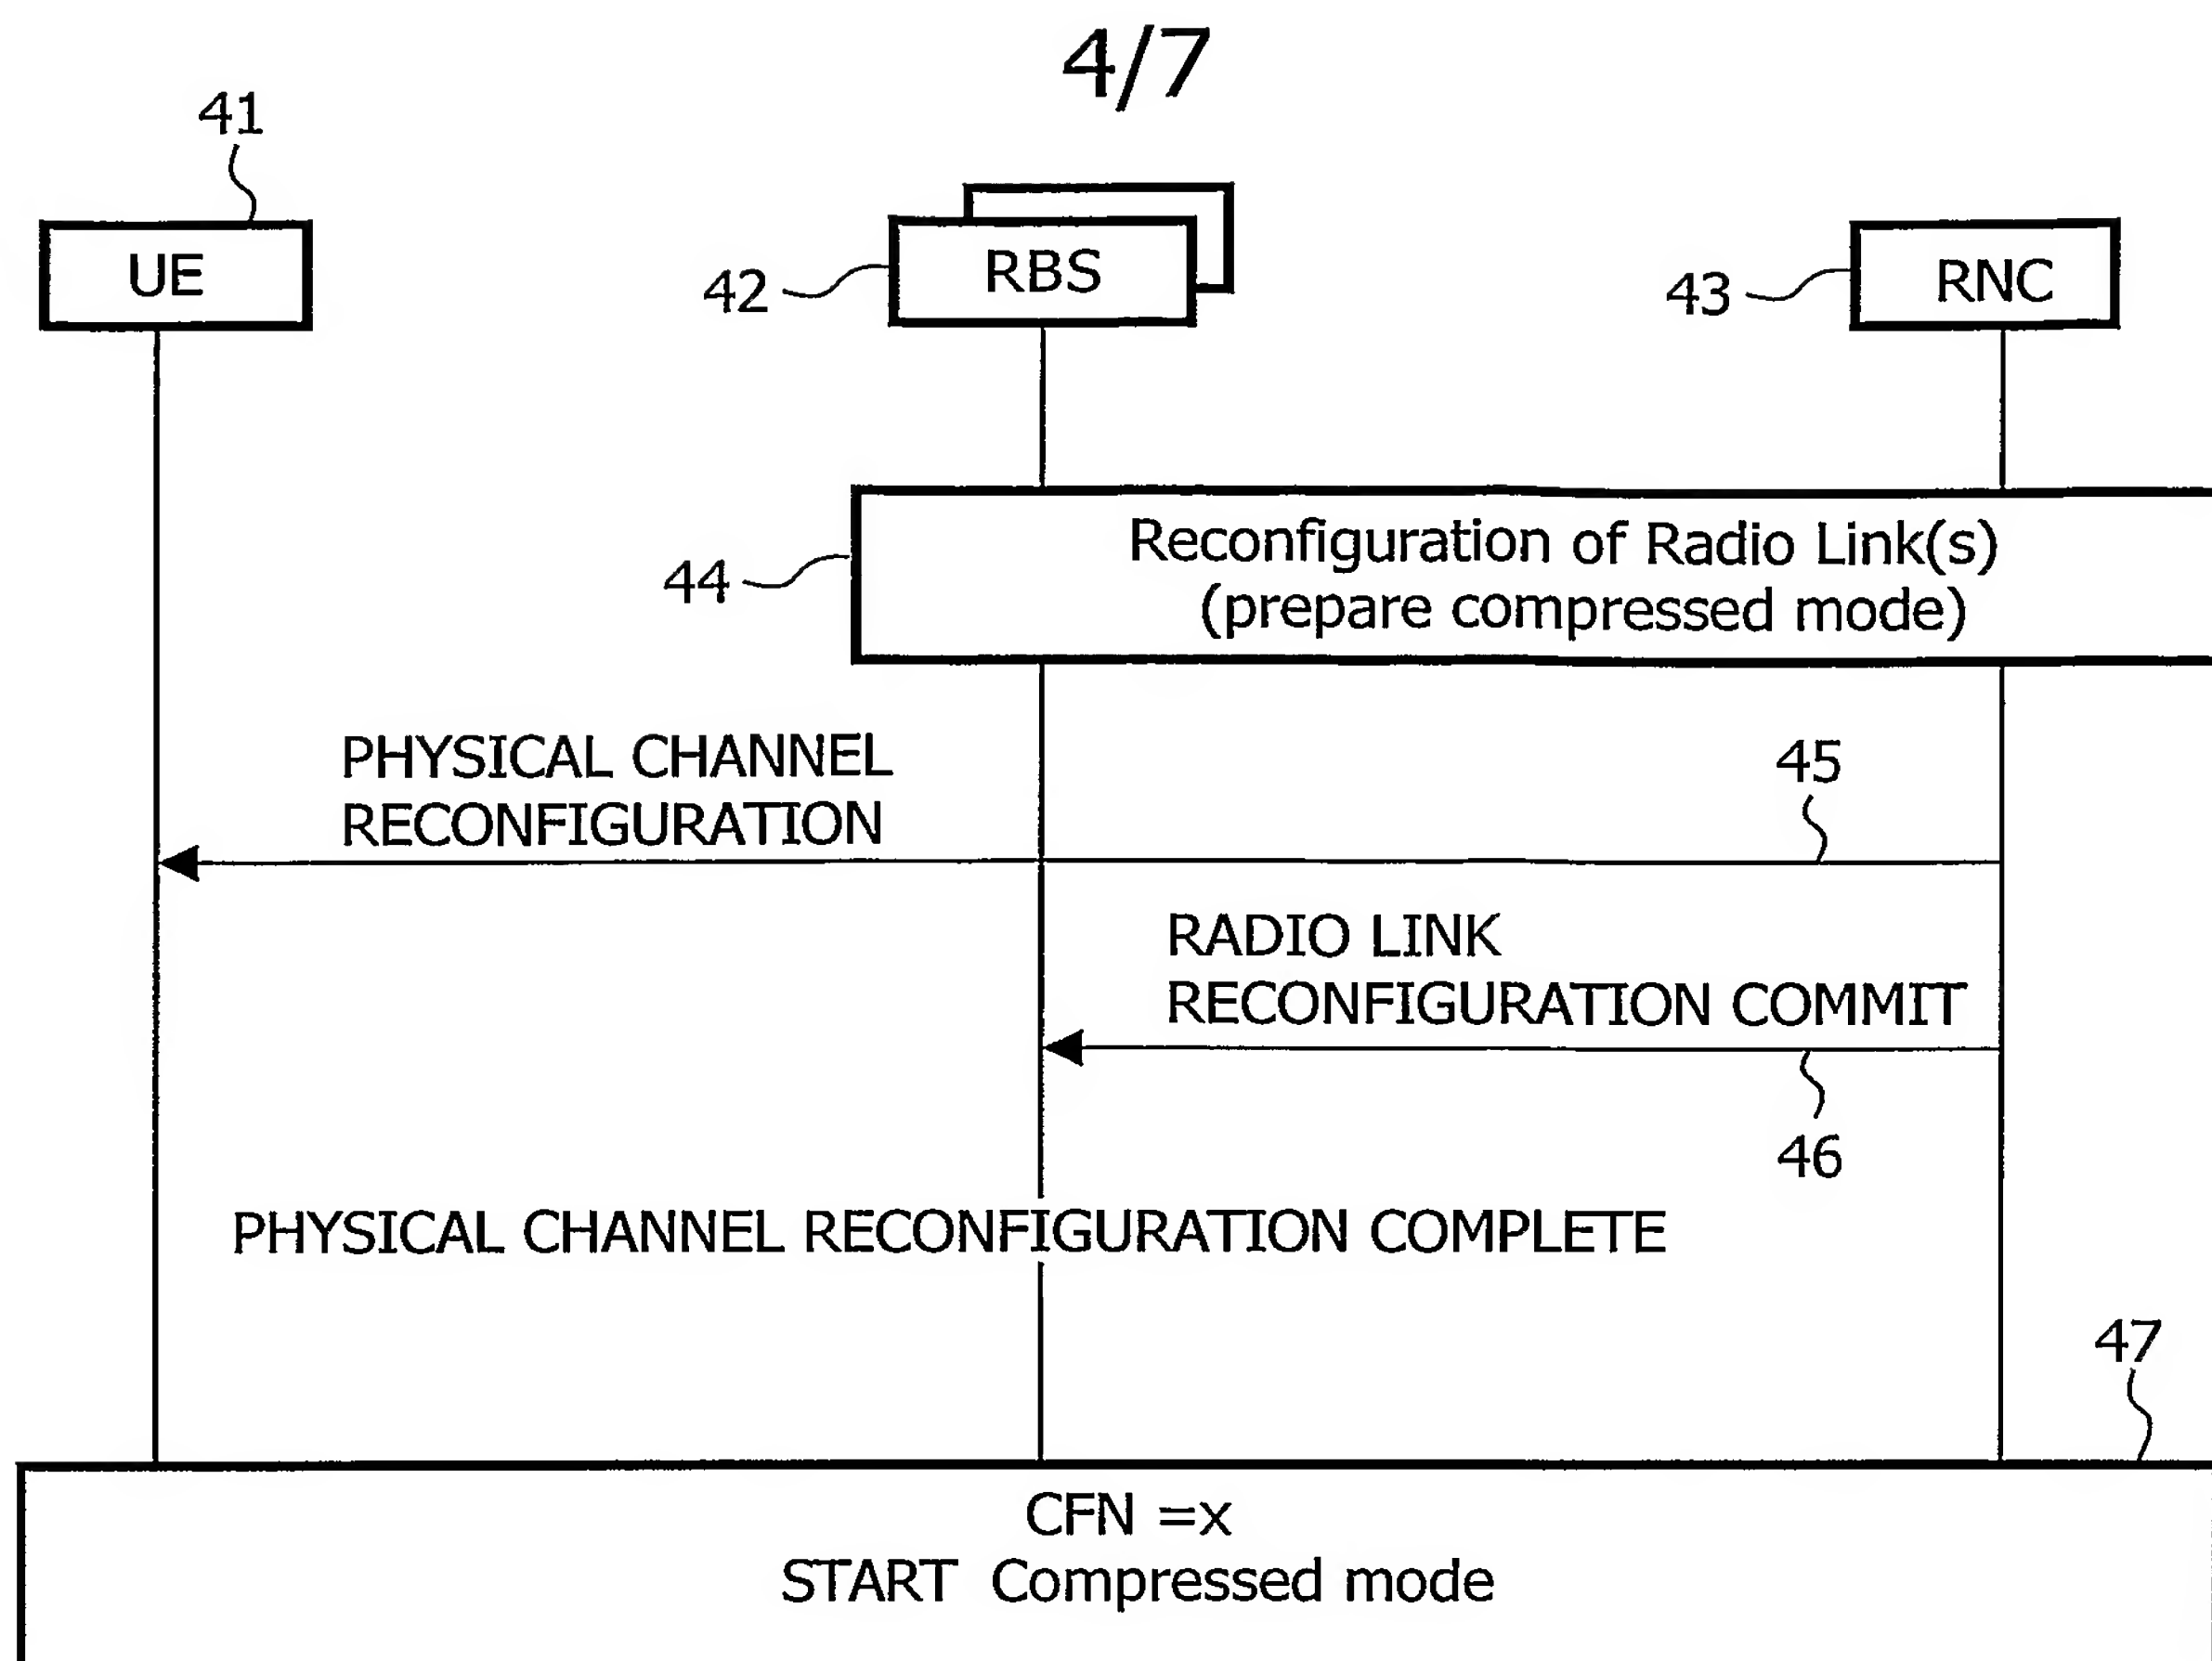 4/7
41
UE
42
RBS
43
RNC
44
Reconfiguration of Radio Link(s)
(prepare compressed mode)
PHYSICAL CHANNEL
RECONFIGURATION
45
RADIO LINK
RECONFIGURATION COMMIT
46
PHYSICAL CHANNEL RECONFIGURATION COMPLETE
47
CFN =x
START Compressed mode